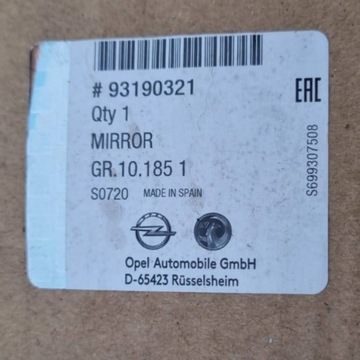 # 93190321
Qty 1
MIRROR
GR.10.185 1
S0720 MADE IN SPAIN
Opel Automobile GmbH
D-65423 Rüsselsheim
EAC
S699307508